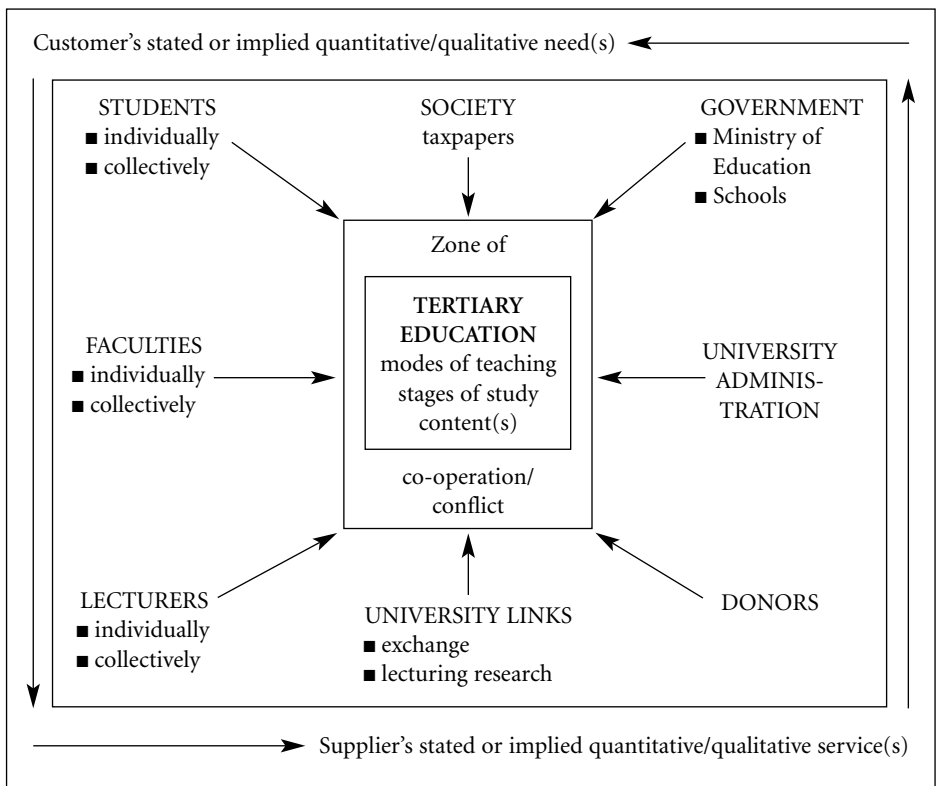 Customer’s stated or implied quantitative/qualitative need(s)
STUDENTS
■ individually
■ collectively
SOCIETY
taxpapers
GOVERNMENT
■ Ministry of
Education
■ Schools
Zone of
TERTIARY
EDUCATION
modes of teaching
stages of study
content(s)
co-operation/
conflict
FACULTIES
■ individually
■ collectively
UNIVERSITY
ADMINIS-
TRATION
LECTURERS
■ individually
■ collectively
UNIVERSITY LINKS
■ exchange
■ lecturing research
DONORS
Supplier’s stated or implied quantitative/qualitative service(s)